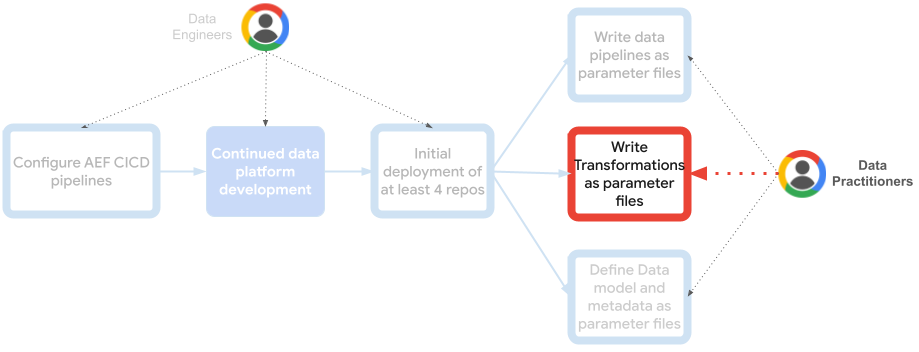 Data
Engineers
Write data
pipelines as
parameter files
Configure AEF CICD
pipelines
Continued data
platform
development
Initial
deployment of
at least 4 repos
Write
Transformations
as parameter
files
Data
Practitioners
Define Data
model and
metadata as
parameter files